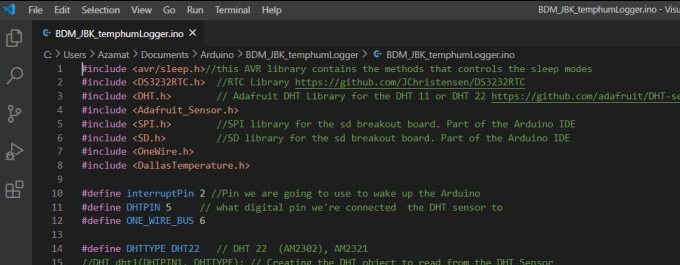 File Edit Selection View Go Run Terminal Help BDM_JBK_temphumLogger.ino - Visu
BDM_JBK_temphumLogger.ino ×
C: > Users > Azamat > Documents > Arduino > BDM_JBK_temphumLogger > BDM_JBK_temphumLogger.ino
1 #include <avr/sleep.h>//this AVR library contains the methods that controls the sleep modes
2 #include <DS3232RTC.h> //RTC Library https://github.com/JChristensen/DS3232RTC
3 #include <DHT.h> // Adafruit DHT Library for the DHT 11 or DHT 22 https://github.com/adafruit/DHT-se
4 #include <Adafruit_Sensor.h>
5 #include <SPI.h> //SPI library for the sd breakout board. Part of the Arduino IDE
6 #include <SD.h> //SD library for the sd breakout board. Part of the Arduino IDE
7 #include <OneWire.h>
8 #include <DallasTemperature.h>
9
10 #define interruptPin 2 //Pin we are going to use to wake up the Arduino
11 #define DHTPIN 5 // what digital pin we're connected the DHT sensor to
12 #define ONE_WIRE_BUS 6
13
14 #define DHTTYPE DHT22 // DHT 22 (AM2302), AM2321
15 //DHT dht1(DHTPIN1, DHTTYPE); // Creating the DHT object to read from the DHT Sensor